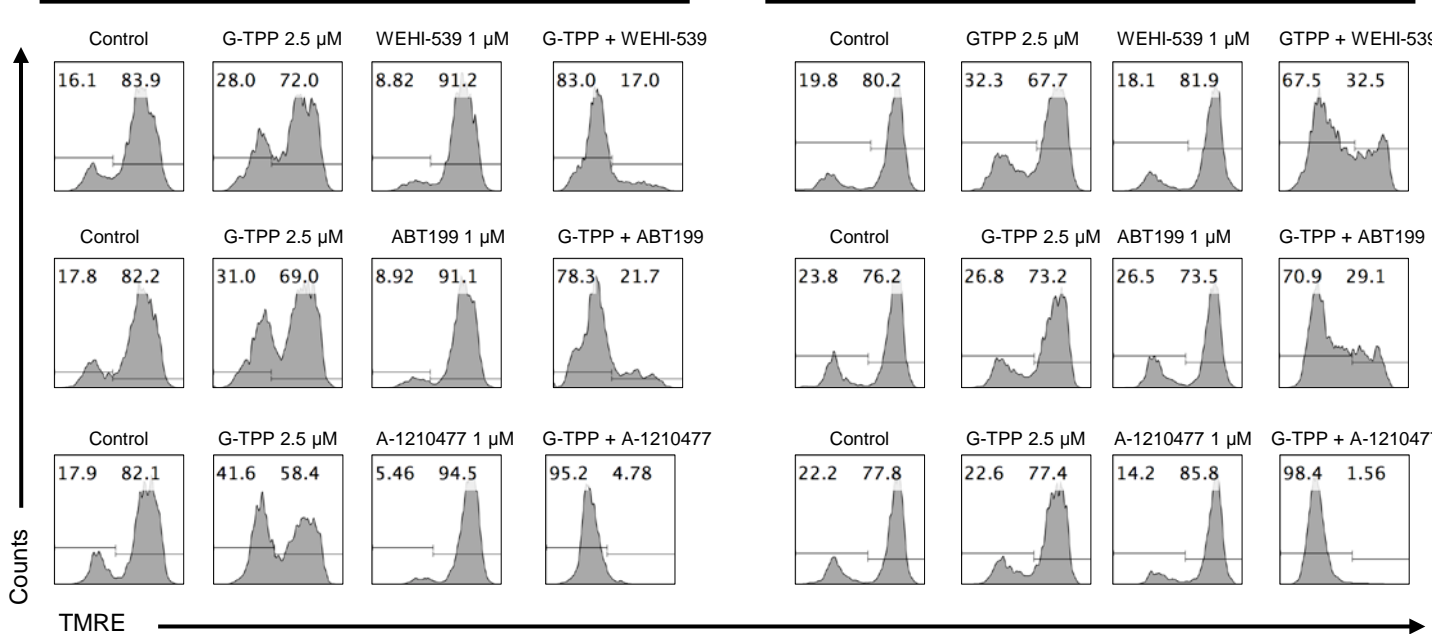 Control G-TPP 2.5 µM WEHI-539 1 µM G-TPP + WEHI-539 Control GTPP 2.5 µM WEHI-539 1 µM GTPP + WEHI-539
16.1 83.9 28.0 72.0 8.82 91.2 83.0 17.0 19.8 80.2 32.3 67.7 18.1 81.9 67.5 32.5
Control G-TPP 2.5 µM ABT199 1 µM G-TPP + ABT199 Control G-TPP 2.5 µM ABT199 1 µM G-TPP + ABT199
17.8 82.2 31.0 69.0 8.92 91.1 78.3 21.7 23.8 76.2 26.8 73.2 26.5 73.5 70.9 29.1
Control G-TPP 2.5 µM A-1210477 1 µM G-TPP + A-1210477 Control G-TPP 2.5 µM A-1210477 1 µM G-TPP + A-1210477
17.9 82.1 41.6 58.4 5.46 94.5 95.2 4.78 22.2 77.8 22.6 77.4 14.2 85.8 98.4 1.56
Counts
TMRE